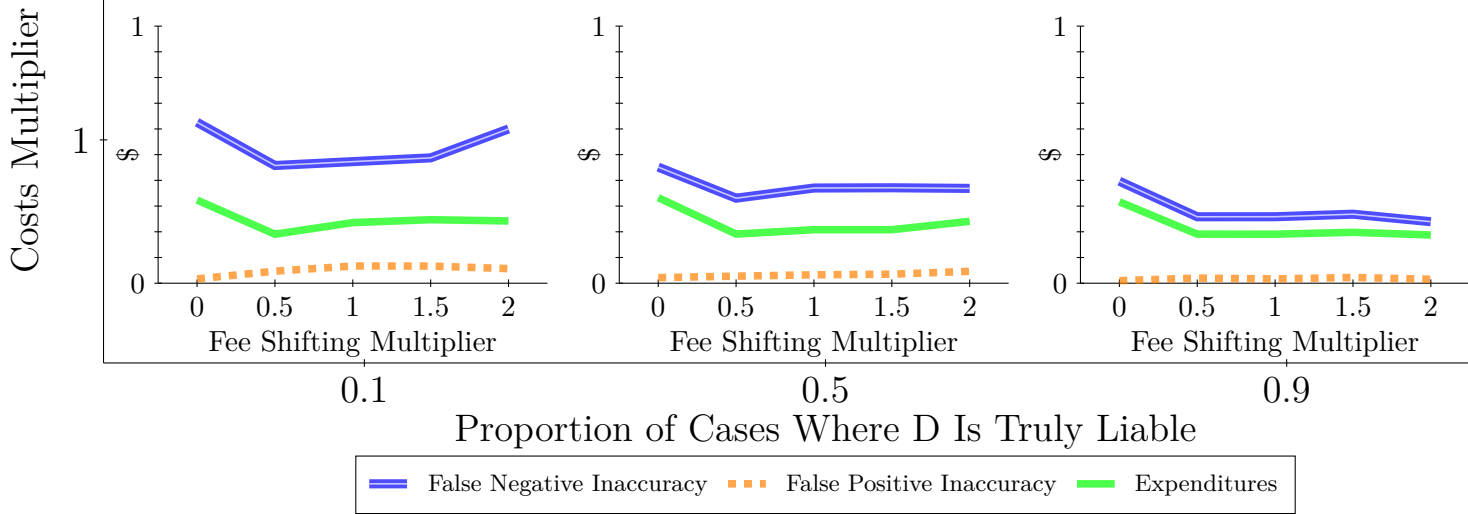 Costs Multiplier
1
1
$
0
0 0.5 1 1.5 2
Fee Shifting Multiplier
1
$
0
0 0.5 1 1.5 2
Fee Shifting Multiplier
1
$
0
0 0.5 1 1.5 2
Fee Shifting Multiplier
0.1 0.5 0.9
Proportion of Cases Where D Is Truly Liable
False Negative Inaccuracy False Positive Inaccuracy Expenditures